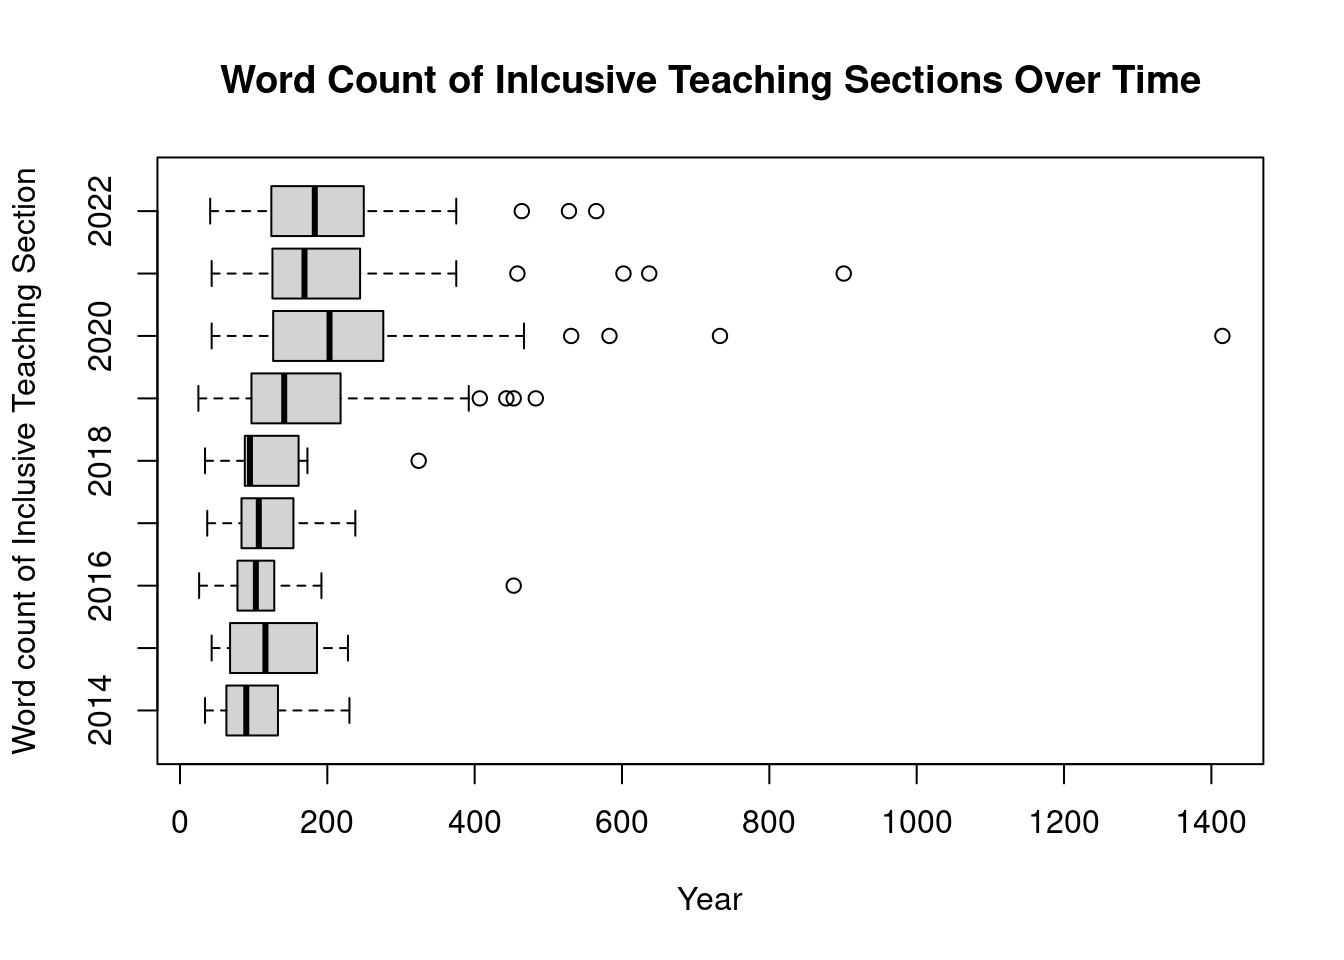 Word Count of Inlcusive Teaching Sections Over Time
Word count of Inclusive Teaching Section
2022
2020
2018
2016
2014
0 200 400 600 800 1000 1200 1400
Year